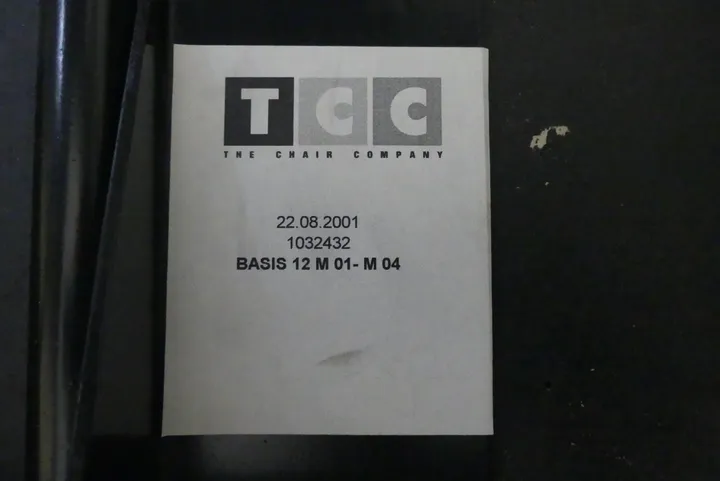 TCC
THE CHAIR COMPANY
22.08.2001
1032432
BASIS 12 M 01- M 04